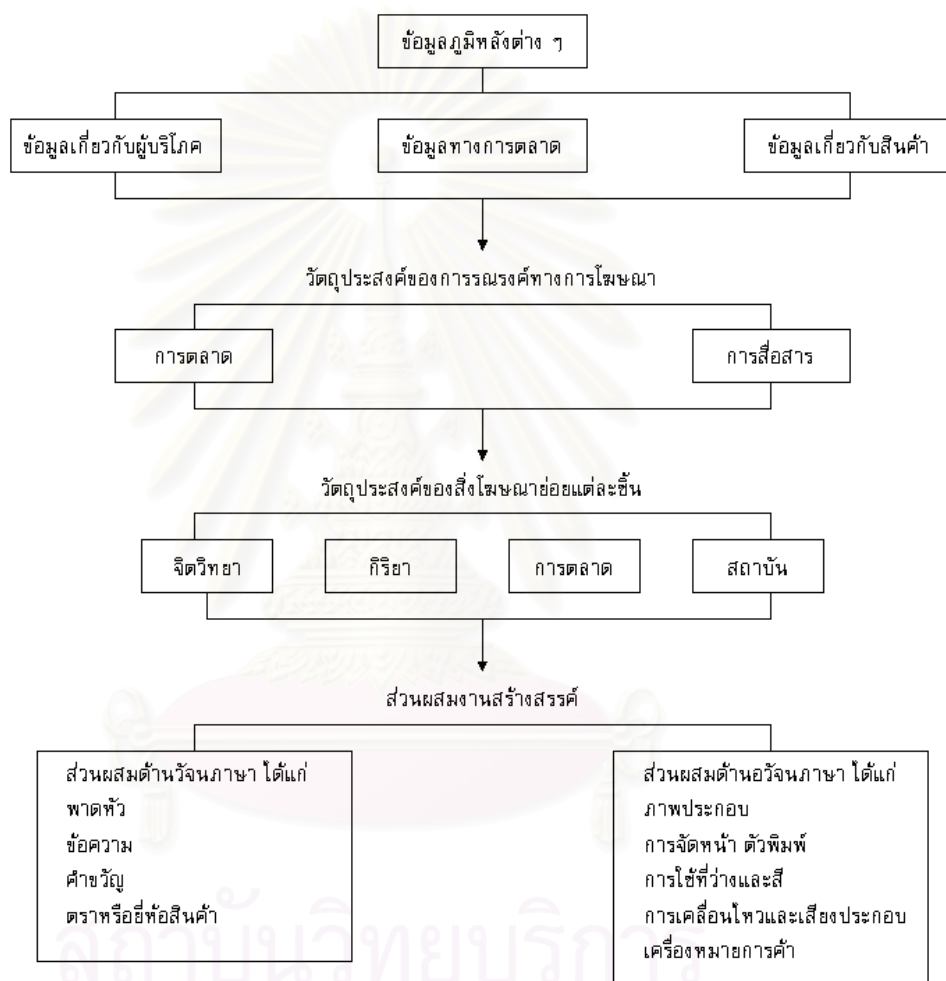 ข้อมูลภูมิหลังต่าง ๆ
ข้อมูลเกี่ยวกับผู้บริโภค
ข้อมูลทางการตลาด
ข้อมูลเกี่ยวกับสินค้า
วัตถุประสงค์ของการรณรงค์ทางการโฆษณา
การตลาด
การสื่อสาร
วัตถุประสงค์ของสิ่งโฆษณาย่อยแต่ละชิ้น
จิตวิทยา
กิริยา
การตลาด
สถาบัน
ส่วนผสมงานสร้างสรรค์
ส่วนผสมด้านวัจนภาษา ได้แก่
พาดหัว
ข้อความ
คำขวัญ
ตราหรือยี่ห้อสินค้า
ส่วนผสมด้านอวัจนภาษา ได้แก่
ภาพประกอบ
การจัดหน้า ตัวพิมพ์
การใช้ที่ว่างและสี
การเคลื่อนไหวและเสียงประกอบ
เครื่องหมายการค้า
สถาบันวิทยบริการ